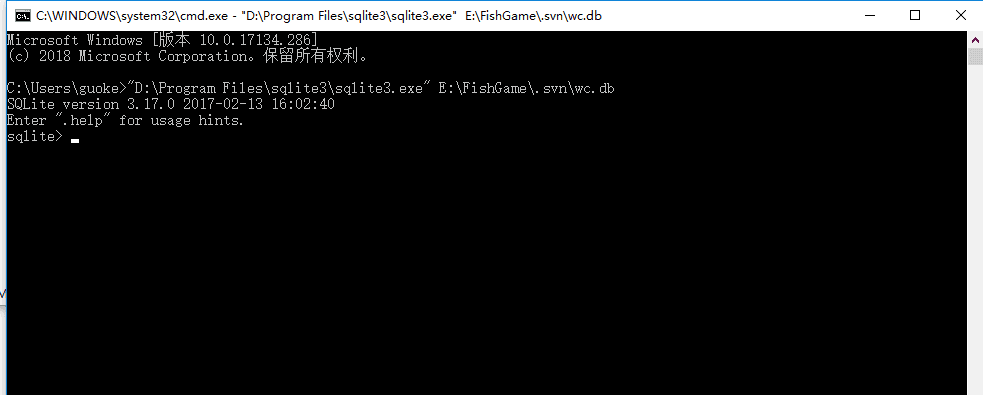 C:\WINDOWS\system32\cmd.exe - "D:\Program Files\sqlite3\sqlite3.exe"  E:\FishGame\.svn\wc.db
Microsoft Windows [版本 10.0.17134.286]
(c) 2018 Microsoft Corporation。保留所有权利。
C:\Users\guoke>"D:\Program Files\sqlite3\sqlite3.exe" E:\FishGame\.svn\wc.db
SQLite version 3.17.0 2017-02-13 16:02:40
Enter ".help" for usage hints.
sqlite>